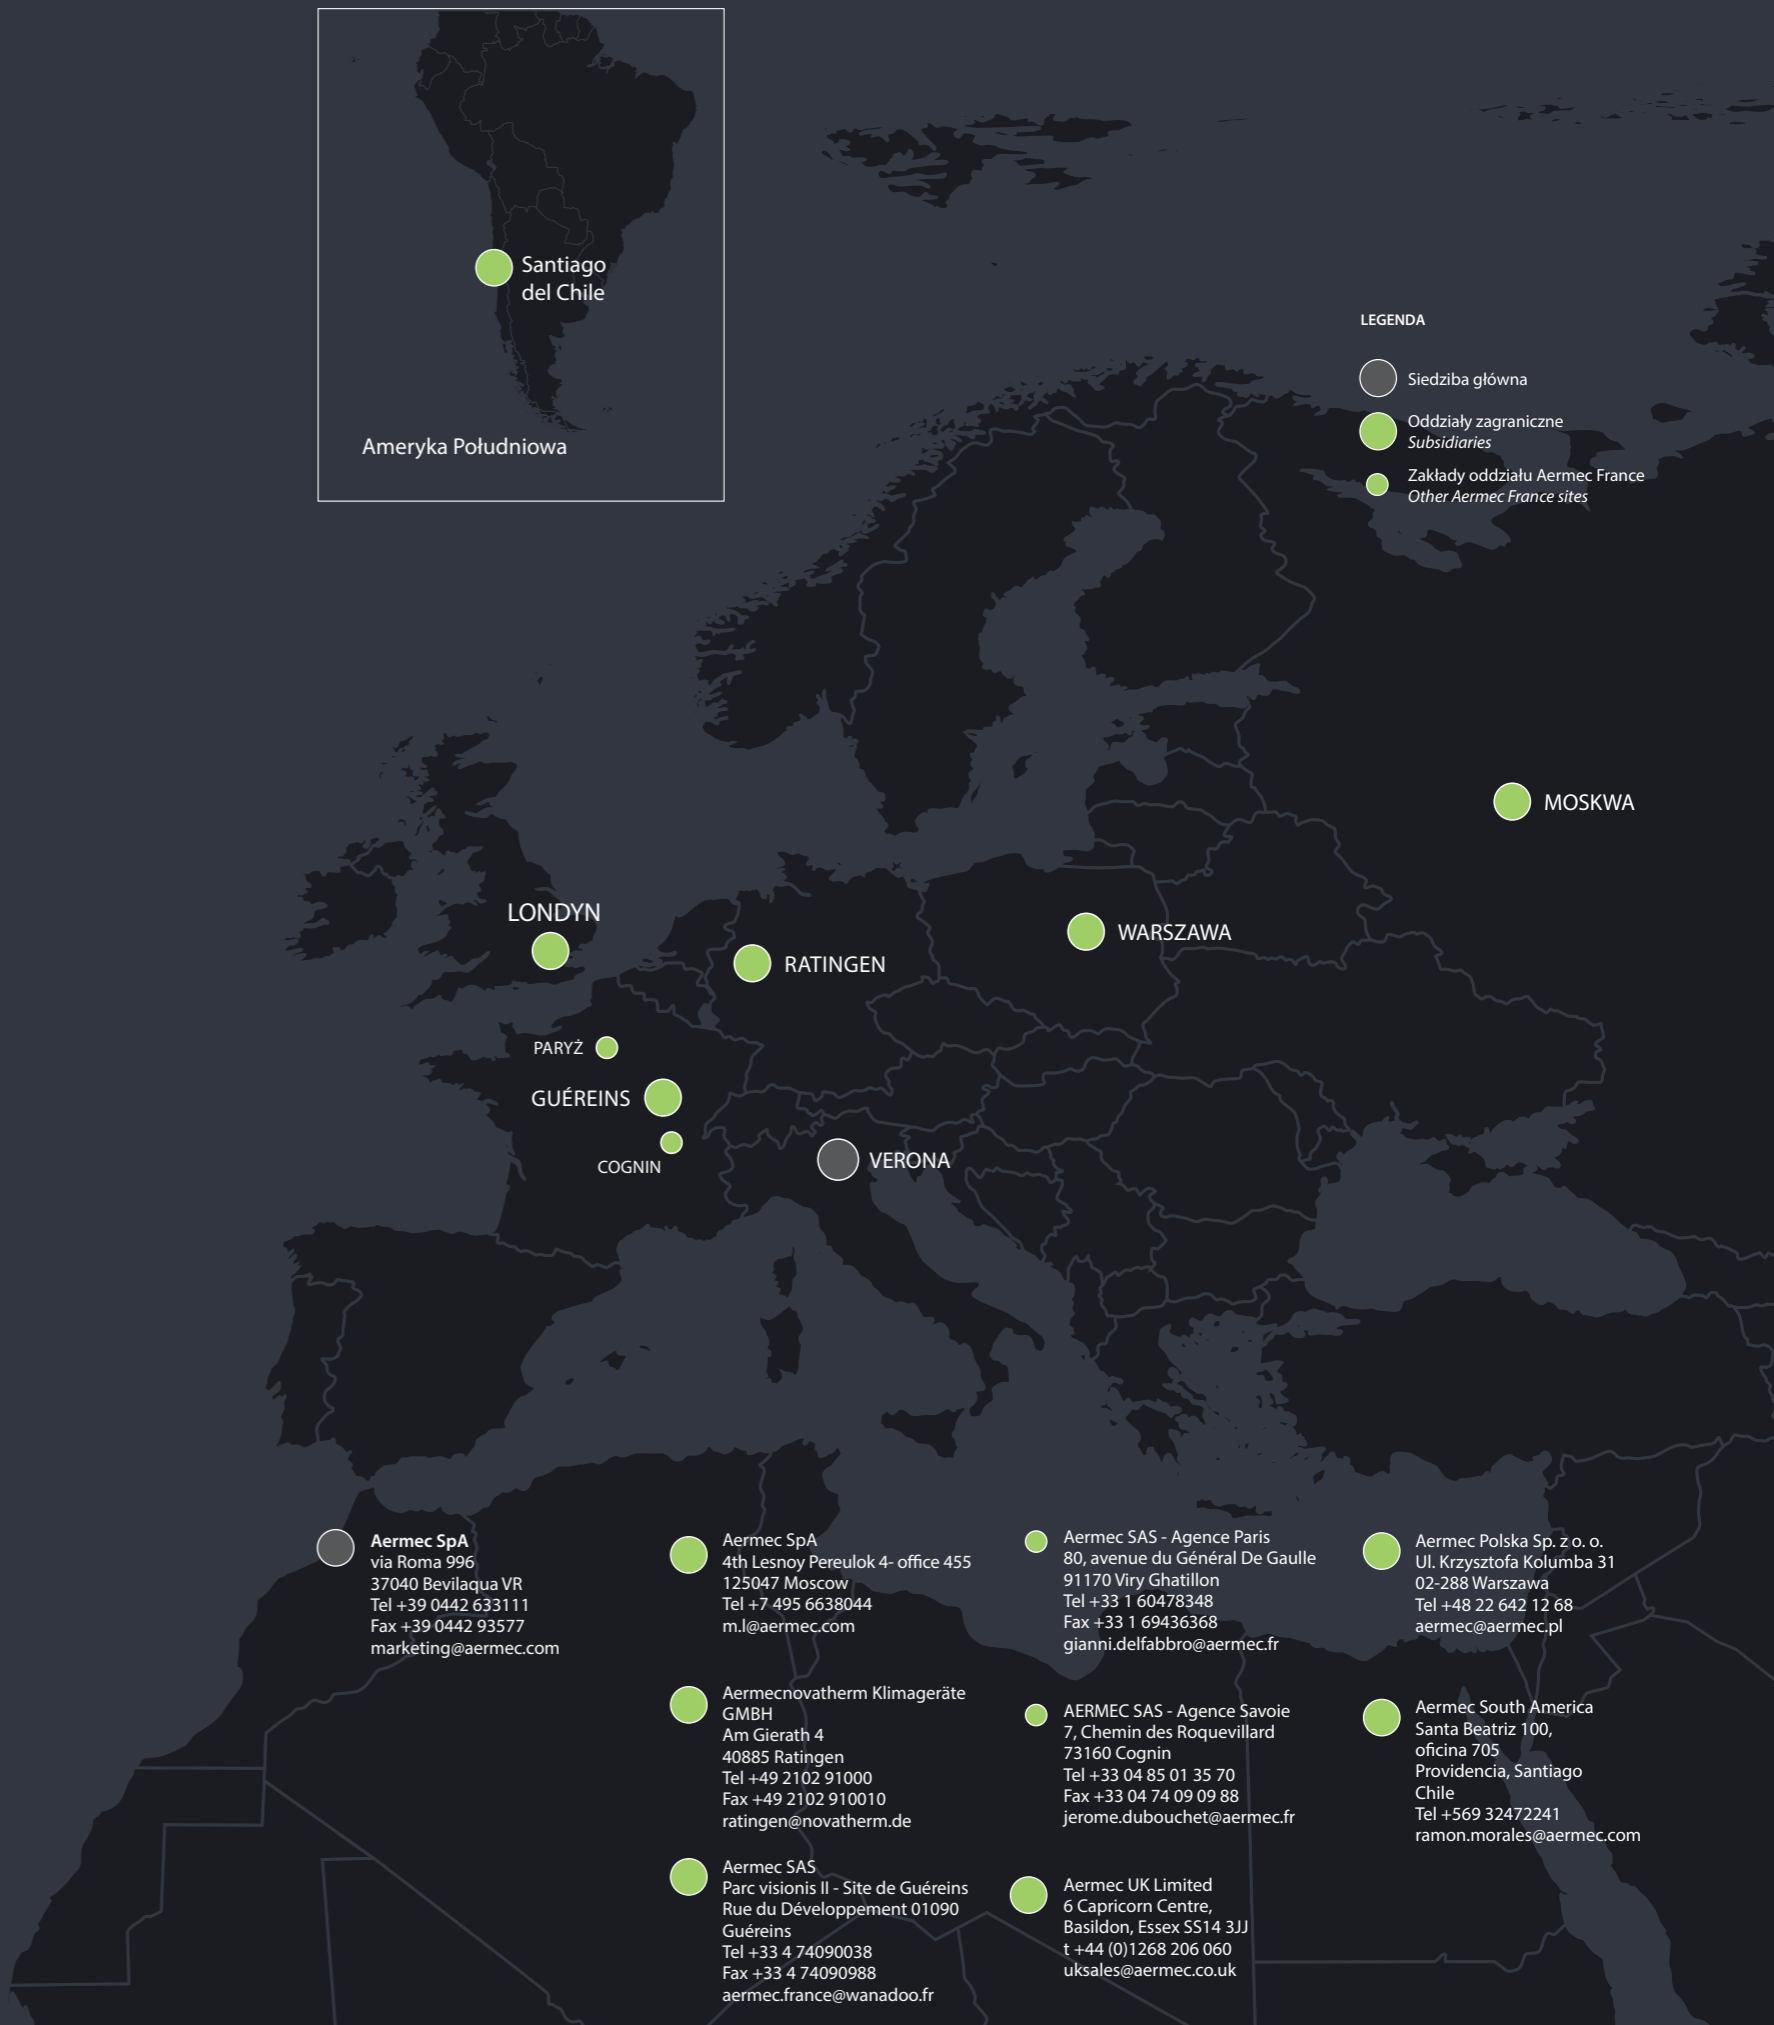 Santiago
del Chile
Ameryka Południowa
LEGENDA
Siedziba główna
Oddziały zagraniczne
Subsidiaries
Zakłady oddziału Aermec France
Other Aermec France sites
MOSKWA
LONDYN
WARSZAWA
RATINGEN
PARYŻ
GUÉREINS
COGNIN
VERONA
Aermec SpA
via Roma 996
37040 Bevilaqua VR
Tel +39 0442 633111
Fax +39 0442 93577
marketing@aermec.com
Aermec SpA
4th Lesnoy Pereulok 4- office 455
125047 Moscow
Tel +7 495 6638044
m.l@aermec.com
Aermecnovatherm Klimageräte
GMBH
Am Gierath 4
40885 Ratingen
Tel +49 2102 91000
Fax +49 2102 910010
ratingen@novatherm.de
Aermec SAS
Parc visionis II - Site de Guéreins
Rue du Développement 01090
Guéreins
Tel +33 4 74090038
Fax +33 4 74090988
aermec.france@wanadoo.fr
Aermec SAS - Agence Paris
80, avenue du Général De Gaulle
91170 Viry Ghatillon
Tel +33 1 60478348
Fax +33 1 69436368
gianni.delfabbro@aermec.fr
AERMEC SAS - Agence Savoie
7, Chemin des Roquevillard
73160 Cognin
Tel +33 04 85 01 35 70
Fax +33 04 74 09 09 88
jerome.dubouchet@aermec.fr
Aermec UK Limited
6 Capricorn Centre,
Basildon, Essex SS14 3JJ
t +44 (0)1268 206 060
uksales@aermec.co.uk
Aermec Polska Sp. z o. o.
Ul. Krzysztofa Kolumba 31
02-288 Warszawa
Tel +48 22 642 12 68
aermec@aermec.pl
Aermec South America
Santa Beatriz 100,
oficina 705
Providencia, Santiago
Chile
Tel +569 32472241
ramon.morales@aermec.com